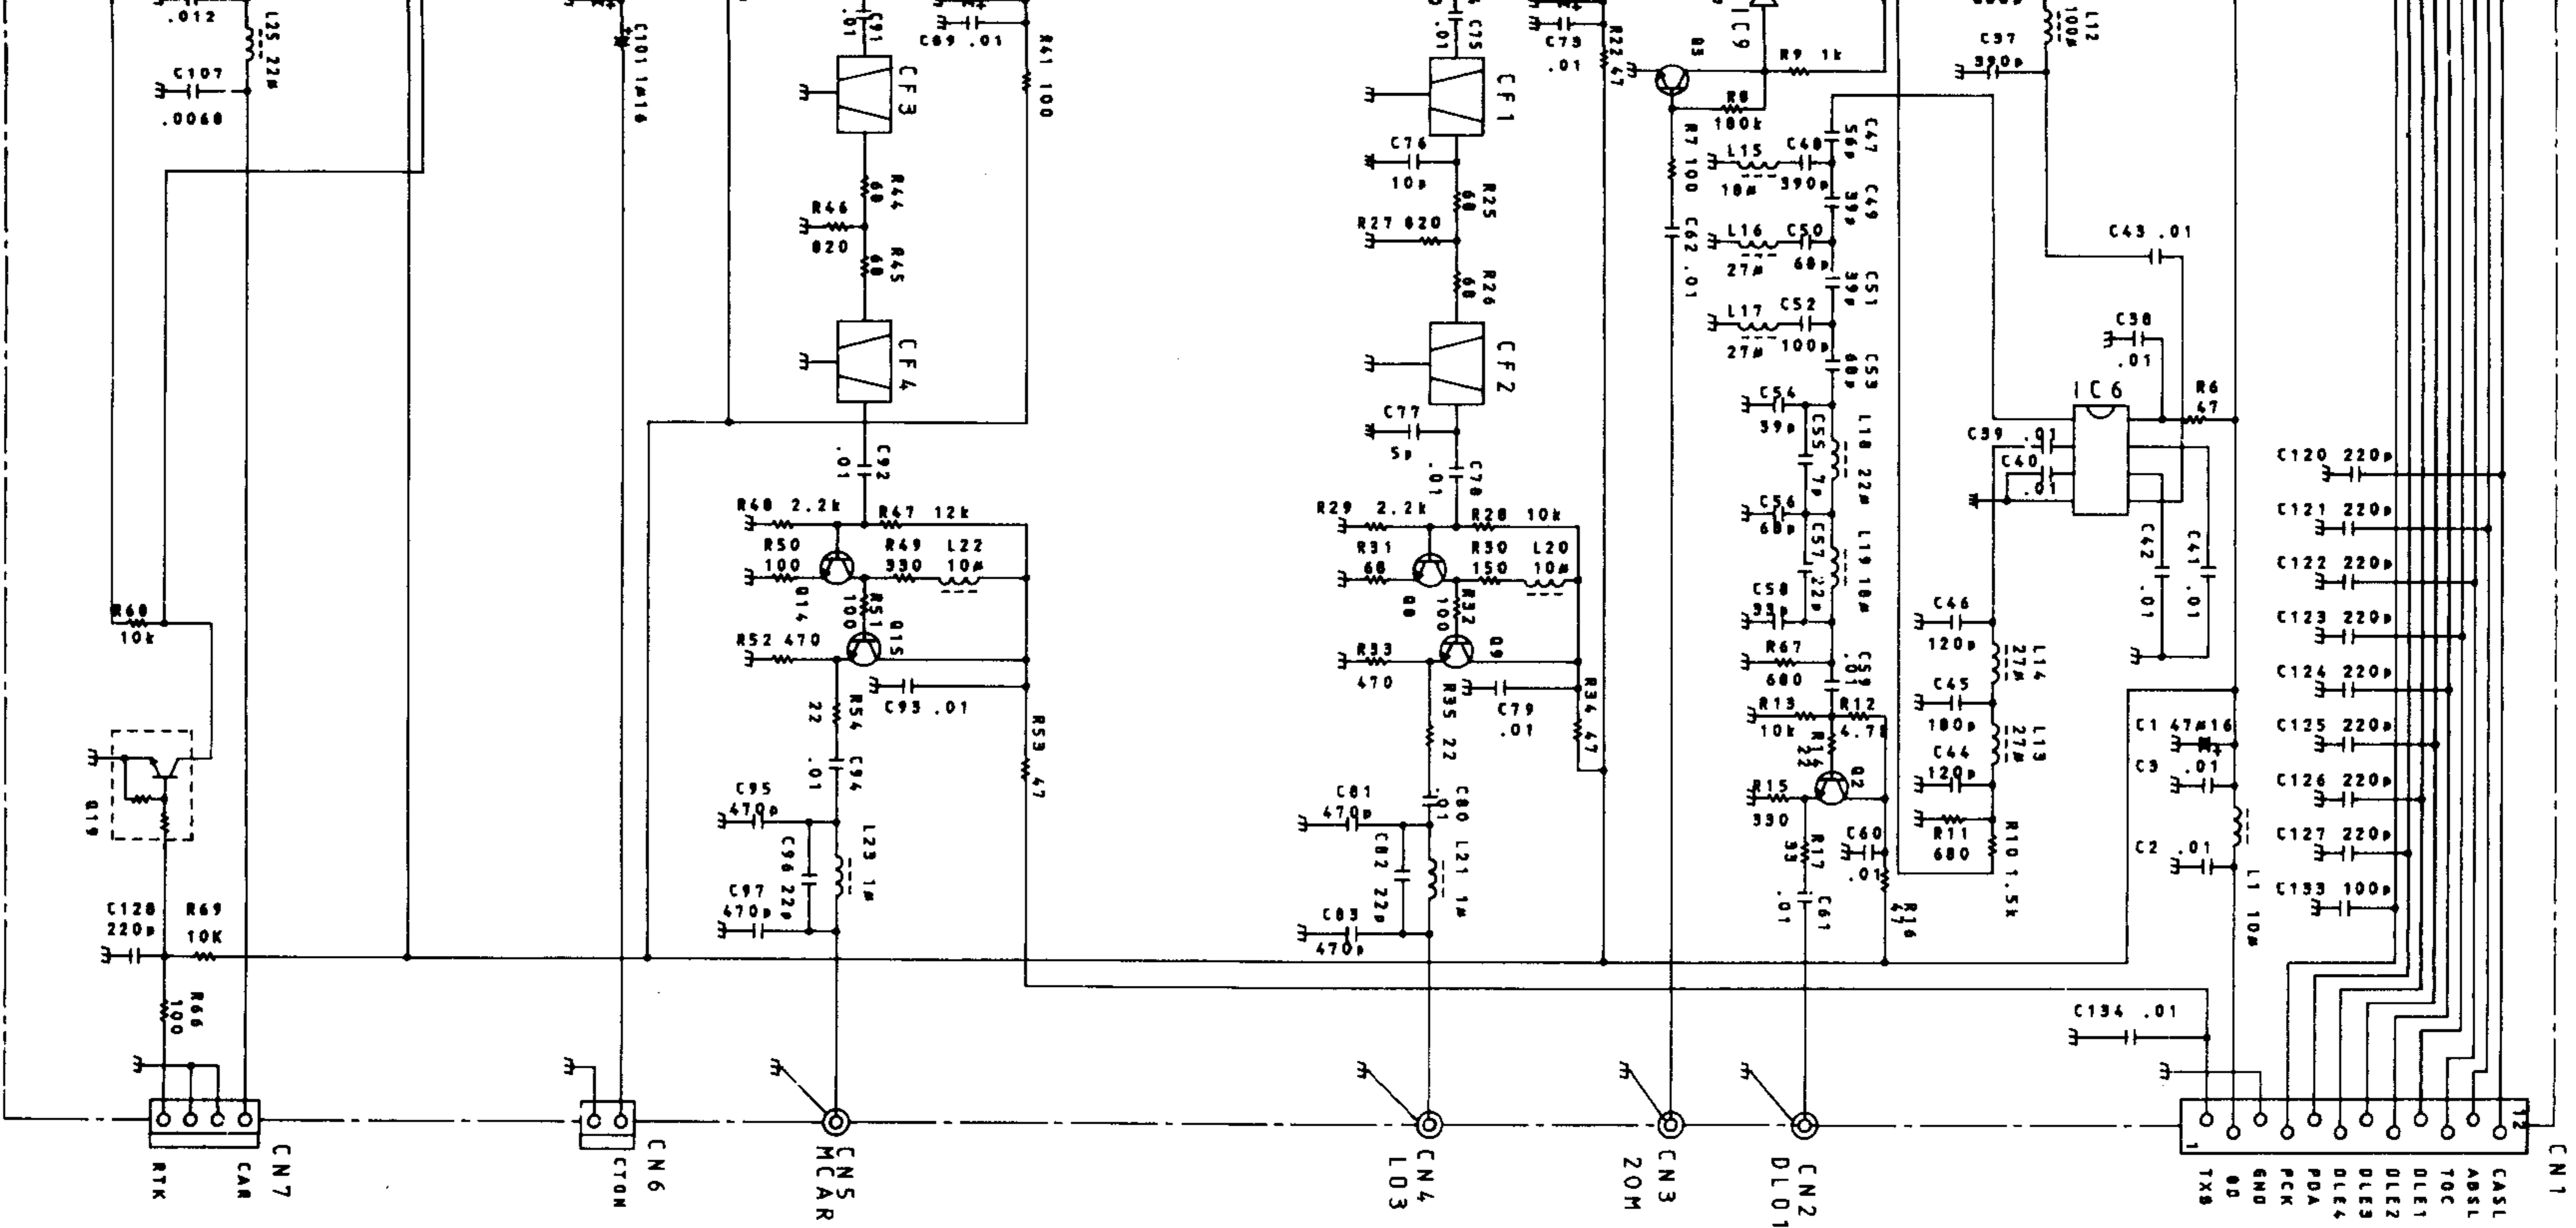 .012
L25 22μ
C107
.0068
C101 1μ16
C91
.01
C89 .01
R41 100
CF3
R44
68
R46
820
R45
68
CF4
C92
.01
R48 2.2k
R47 12k
R50
100
R49
330
L22
10μ
Q14
R51
100
Q15
R52 470
C93 .01
R54
22
R53 47
C94
.01
C95
470p
C96 22p
L23 1μ
C97
470p
R68
10k
Q19
C128
220p
R69
10K
R66
100
C75
.01
C73
.01
R22 47
CF1
C76
10p
R25
68
R27 820
R26
68
CF2
C77
5p
C78
.01
R29 2.2k
R28 10k
R31
68
R30
150
L20
10μ
Q8
R32
100
Q9
R33
470
R35 22
C79
.01
R34 47
C80
.01
C81
470p
C82 22p
L21 1μ
C83
470p
Q3
IC9
R9 1k
R8
180k
R7 100
C62 .01
C47
56p
L15
18μ
C48
390p
C49
39p
L16
27μ
C50
68p
C51
39p
L17
27μ
C52
100p
C53
68p
C54
39p
C55
7p
L18 22μ
C56
68p
C57
22p
L19 18μ
C58
33p
R67
680
C59
.01
R13
10k
R12
4.7k
R14
22
Q2
R15
330
R17
33
C60
.01
R16
47
C61
.01
L12
100μ
C37
390p
C43 .01
C38
.01
IC6
R6
47
C39 .01
C40
.01
C42
.01
C41
.01
C46
120p
L14
27μ
C45
180p
L13
27μ
C44
120p
R11
680
R10 1.5k
C1 47μ16
C3 .01
C2 .01
L1 10μ
C120 220p
C121 220p
C122 220p
C123 220p
C124 220p
C125 220p
C126 220p
C127 220p
C133 100p
C134 .01
RTK
CAR
CN7
CTON
CN6
CN5
MCAR
CN4
LO3
CN3
20M
CN2
DLO1
1
12
CN1
TXB
8D
GND
PCK
PDA
DLE4
DLE3
DLE2
DLE1
TOC
ABSL
CASL